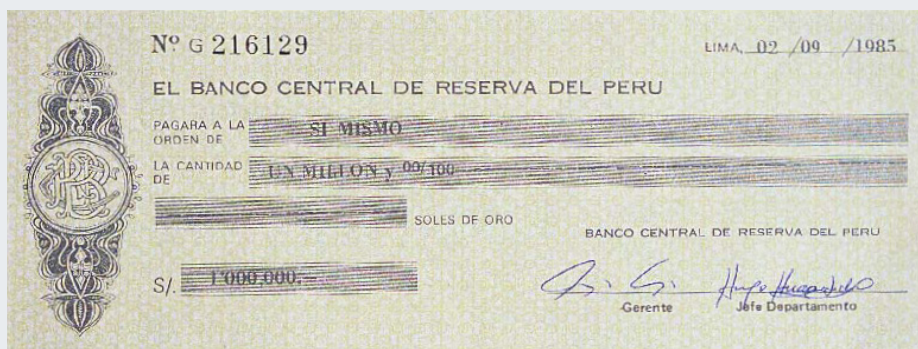 Nº G 216129
LIMA, 02 /09 /1985
EL BANCO CENTRAL DE RESERVA DEL PERU
PAGARA A LA ORDEN DE SI MISMO
LA CANTIDAD DE UN MILLON y 00/100
SOLES DE ORO
BANCO CENTRAL DE RESERVA DEL PERU
S/. 1'000,000.—
Gerente
Jefe Departamento